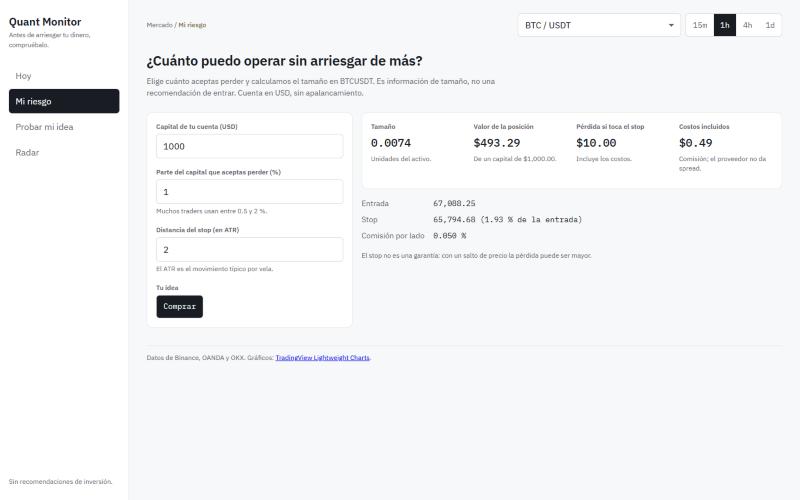 Quant Monitor
Antes de arriesgar tu dinero,
compruébalo.
Hoy
Mi riesgo
Probar mi idea
Radar
Sin recomendaciones de inversión.
Mercado / Mi riesgo
BTC / USDT
15m 1h 4h 1d
¿Cuánto puedo operar sin arriesgar de más?
Elige cuánto aceptas perder y calculamos el tamaño en BTCUSDT. Es información de tamaño, no una
recomendación de entrar. Cuenta en USD, sin apalancamiento.
Capital de tu cuenta (USD)
1000
Parte del capital que aceptas perder (%)
1
Muchos traders usan entre 0.5 y 2 %.
Distancia del stop (en ATR)
2
El ATR es el movimiento típico por vela.
Tu idea
Comprar
Tamaño
0.0074
Unidades del activo.
Valor de la posición
$493.29
De un capital de $1,000.00.
Pérdida si toca el stop
$10.00
Incluye los costos.
Costos incluidos
$0.49
Comisión; el proveedor no da
spread.
Entrada 67,088.25
Stop 65,794.68 (1.93 % de la entrada)
Comisión por lado 0.050 %
El stop no es una garantía: con un salto de precio la pérdida puede ser mayor.
Datos de Binance, OANDA y OKX. Gráficos: TradingView Lightweight Charts.